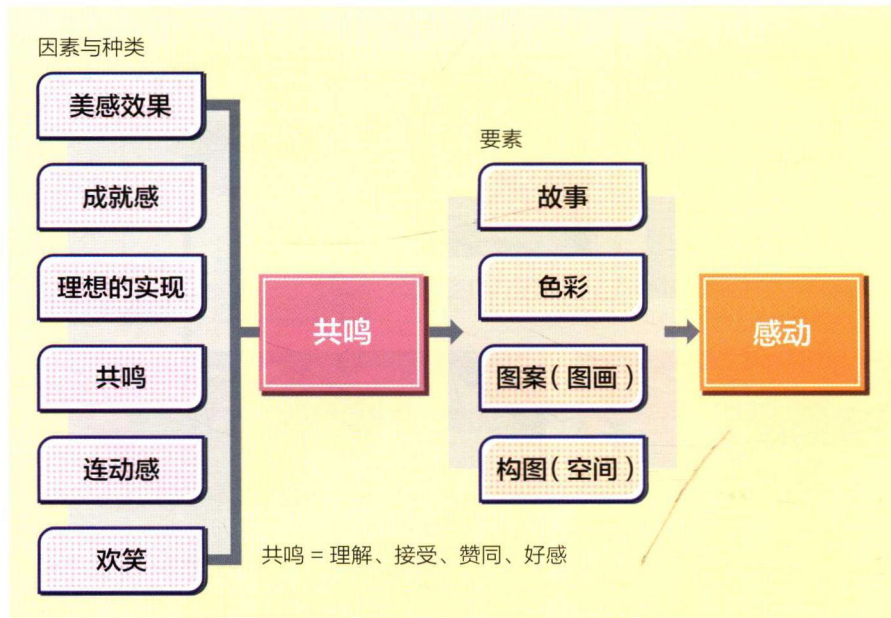 因素与种类
美感效果
成就感
理想的实现
共鸣
连动感
欢笑
共鸣
共鸣 = 理解、接受、赞同、好感
要素
故事
色彩
图案(图画)
构图(空间)
感动